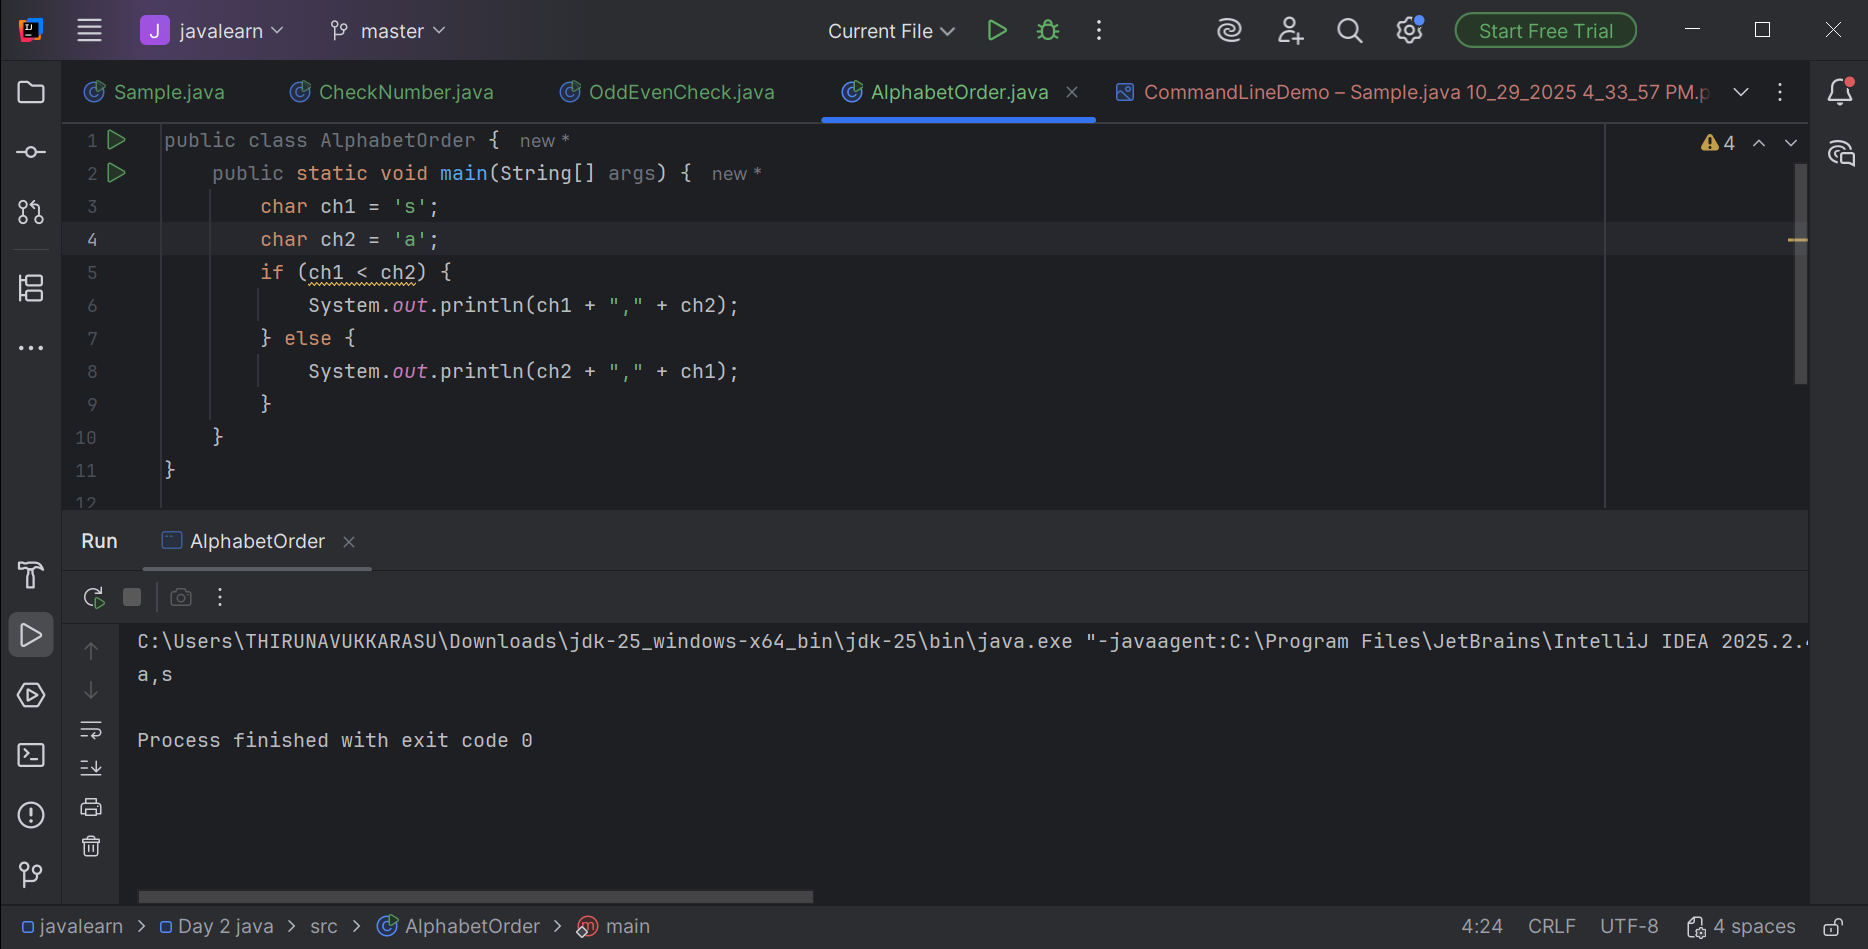 J javalearn master Current File Start Free Trial
Sample.java CheckNumber.java OddEvenCheck.java AlphabetOrder.java CommandLineDemo – Sample.java 10_29_2025 4_33_57 PM.p
1 public class AlphabetOrder { new *
4
2 public static void main(String[] args) { new *
3 char ch1 = 's';
4 char ch2 = 'a';
5 if (ch1 < ch2) {
6 System.out.println(ch1 + "," + ch2);
7 } else {
8 System.out.println(ch2 + "," + ch1);
9 }
10 }
11 }
12
Run AlphabetOrder
C:\Users\THIRUNAVUKKARASU\Downloads\jdk-25_windows-x64_bin\jdk-25\bin\java.exe "-javaagent:C:\Program Files\JetBrains\IntelliJ IDEA 2025.2.4
a,s
Process finished with exit code 0
javalearn > Day 2 java > src > AlphabetOrder > main 4:24 CRLF UTF-8 4 spaces